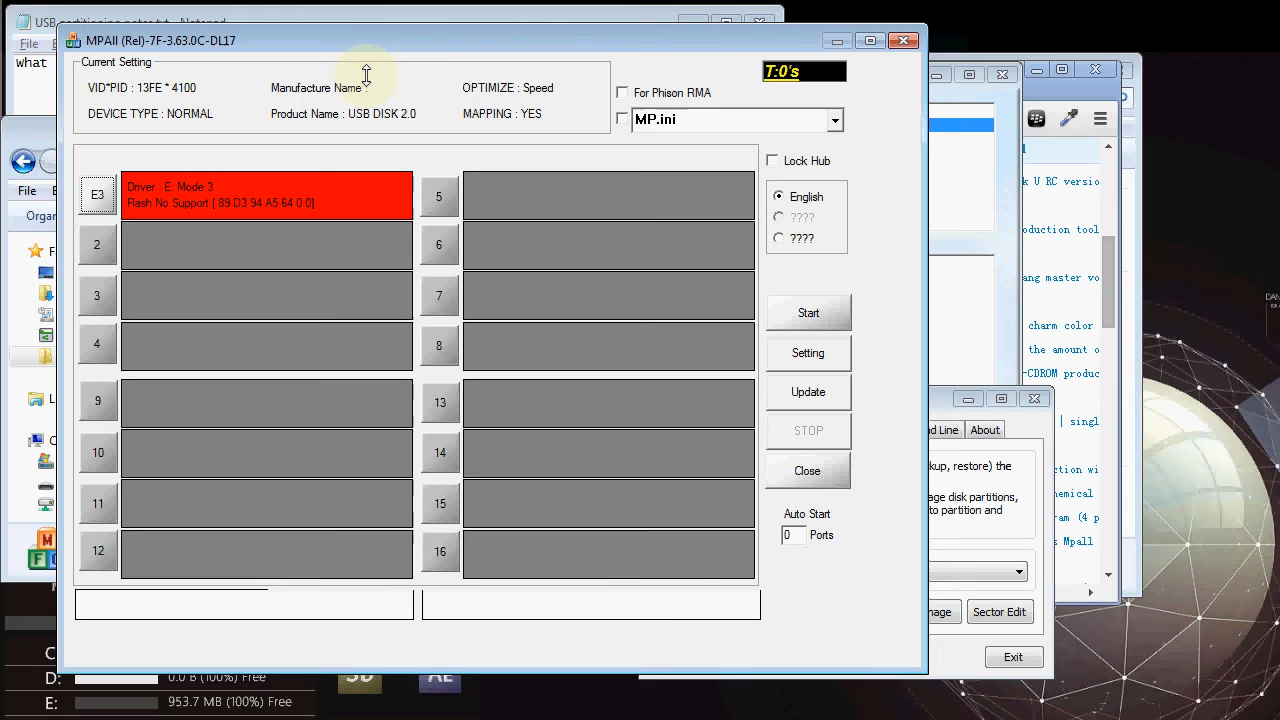 USB partitioning notes.txt - Notepad
File
What
MPAll (Rel)-7F-3.63.0C-DL17
Current Setting
VID*PID : 13FE * 4100
Manufacture Name
OPTIMIZE : Speed
DEVICE TYPE : NORMAL
Product Name : USB DISK 2.0
MAPPING : YES
T:0's
For Phison RMA
MP.ini
Lock Hub
English
????
????
E3
Driver : E: Mode 3
Flash No Support [ 89 D3 94 A5 64 0 0]
5
2
6
3
7
4
8
9
13
10
14
11
15
12
16
Start
Setting
Update
STOP
Close
Auto Start
0 Ports
File
Organ
k U RC versio
oduction tool
ang master vo
charm color
the amount o
-CDROM produc
| singl
ction wi
hemical
ram (4 p
s Mpall
nd Line
About
kup, restore) the
age disk partitions,
to partition and
mage
Sector Edit
Exit
C
D:
0.0 B (100%) Free
E:
953.7 MB (100%) Free
AE